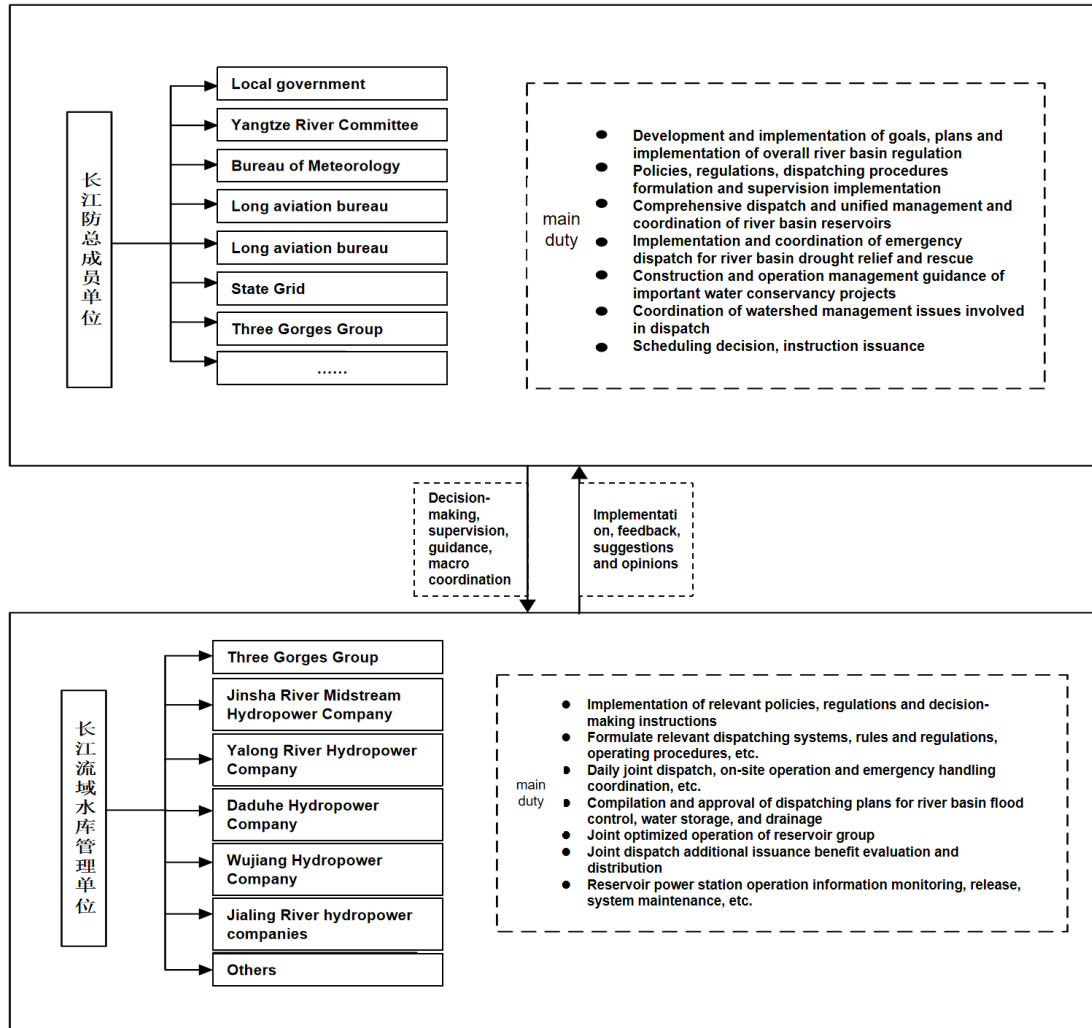 长江防总成员单位
Local government
Yangtze River Committee
Bureau of Meteorology
Long aviation bureau
Long aviation bureau
State Grid
Three Gorges Group
......
main
duty
Development and implementation of goals, plans and
implementation of overall river basin regulation
Policies, regulations, dispatching procedures
formulation and supervision implementation
Comprehensive dispatch and unified management and
coordination of river basin reservoirs
Implementation and coordination of emergency
dispatch for river basin drought relief and rescue
Construction and operation management guidance of
important water conservancy projects
Coordination of watershed management issues involved
in dispatch
Scheduling decision, instruction issuance
Decision-
making,
supervision,
guidance,
macro
coordination
Implementati
on, feedback,
suggestions
and opinions
长江流域水库管理单位
Three Gorges Group
Jinsha River Midstream
Hydropower Company
Yalong River Hydropower
Company
Daduhe Hydropower
Company
Wujiang Hydropower
Company
Jialing River hydropower
companies
Others
main
duty
Implementation of relevant policies, regulations and decision-
making instructions
Formulate relevant dispatching systems, rules and regulations,
operating procedures, etc.
Daily joint dispatch, on-site operation and emergency handling
coordination, etc.
Compilation and approval of dispatching plans for river basin flood
control, water storage, and drainage
Joint optimized operation of reservoir group
Joint dispatch additional issuance benefit evaluation and
distribution
Reservoir power station operation information monitoring, release,
system maintenance, etc.